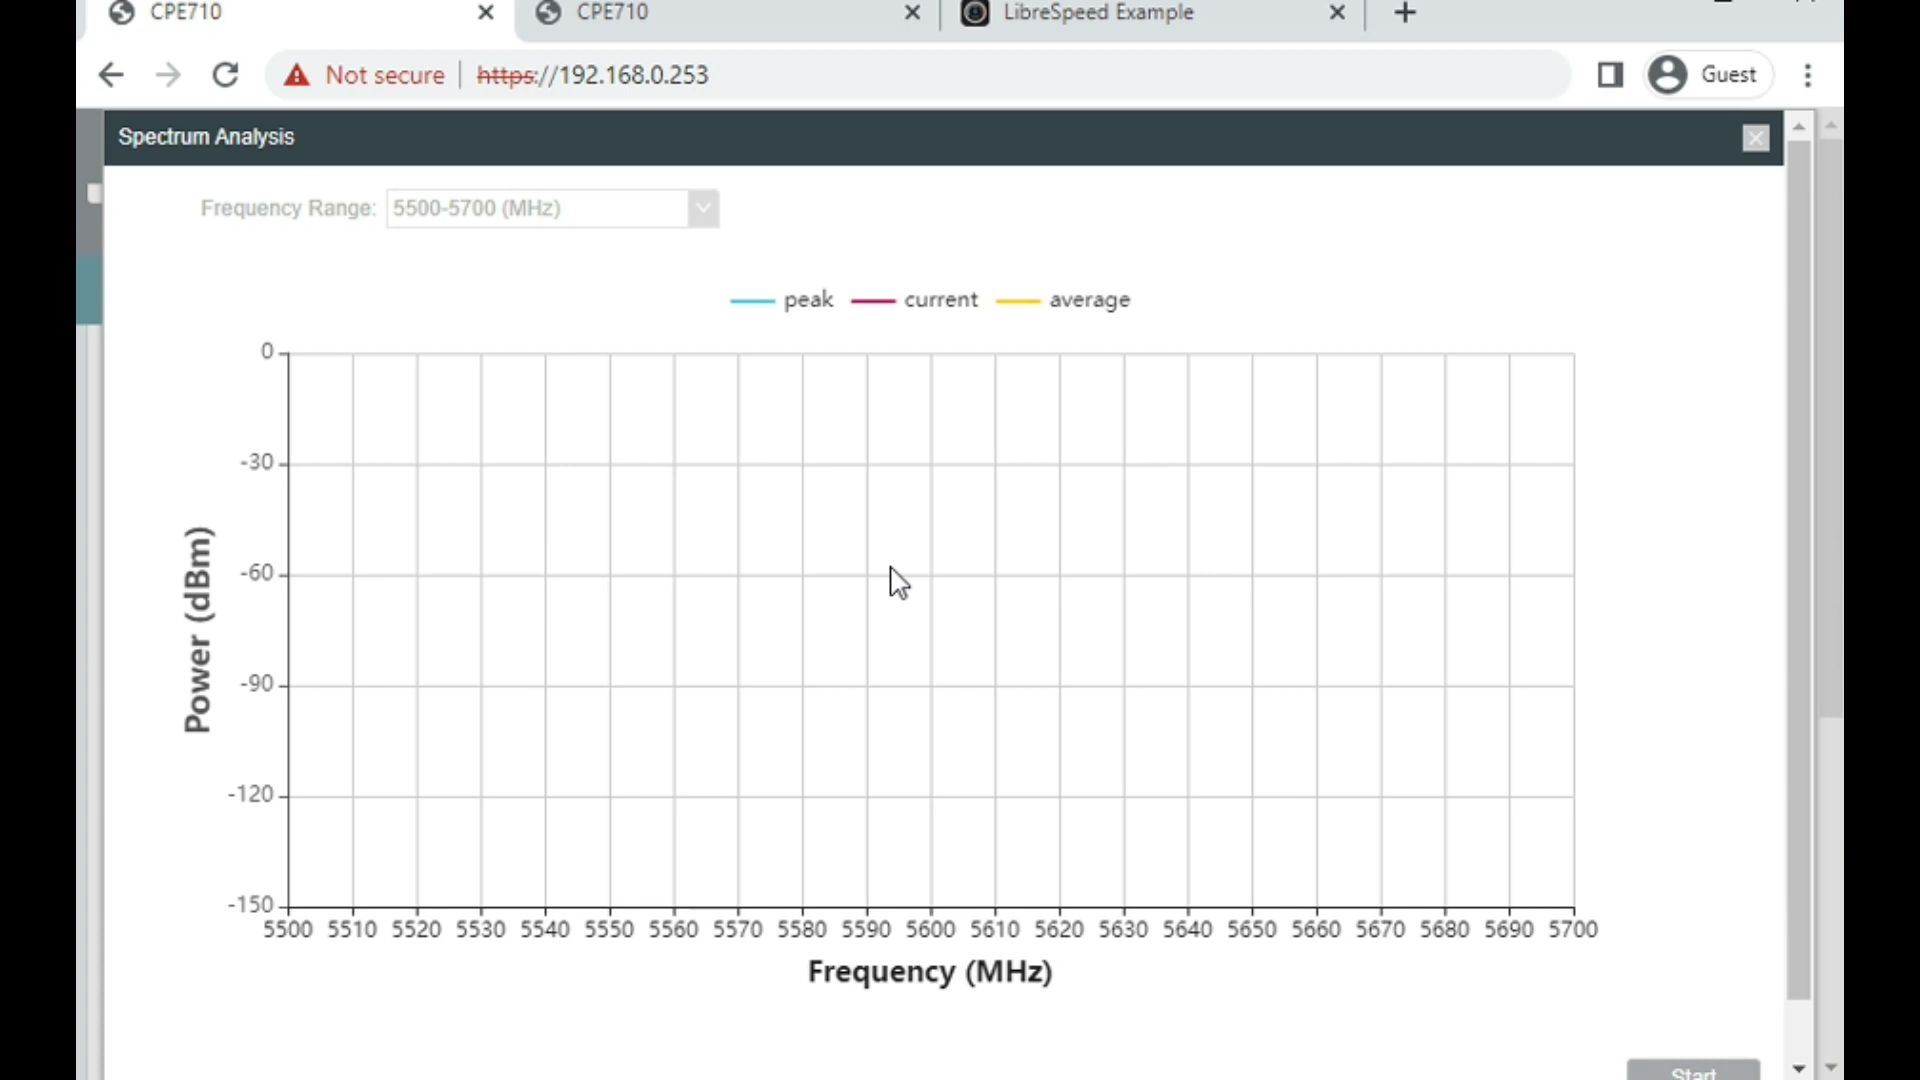 CPE710
CPE710
LibreSpeed Example
Not secure
https://192.168.0.253
Guest
Spectrum Analysis
Frequency Range: 5500-5700 (MHz)
peak current average
0
-30
-60
-90
-120
-150
Power (dBm)
5500 5510 5520 5530 5540 5550 5560 5570 5580 5590 5600 5610 5620 5630 5640 5650 5660 5670 5680 5690 5700
Frequency (MHz)
Start